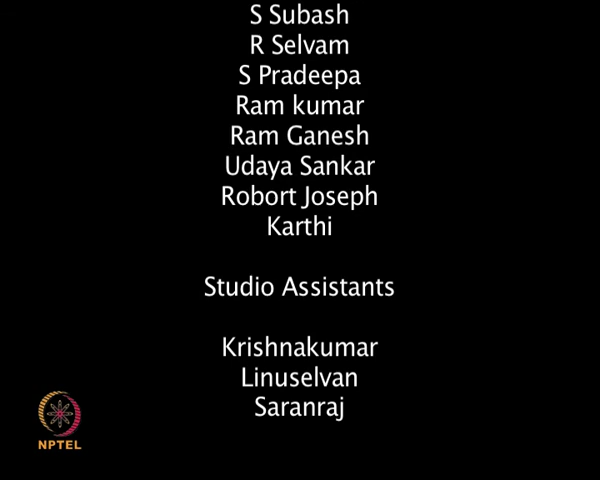 S Subash
R Selvam
S Pradeepa
Ram kumar
Ram Ganesh
Udaya Sankar
Robort Joseph
Karthi
Studio Assistants
Krishnakumar
Linuselvan
Saranraj
NPTEL